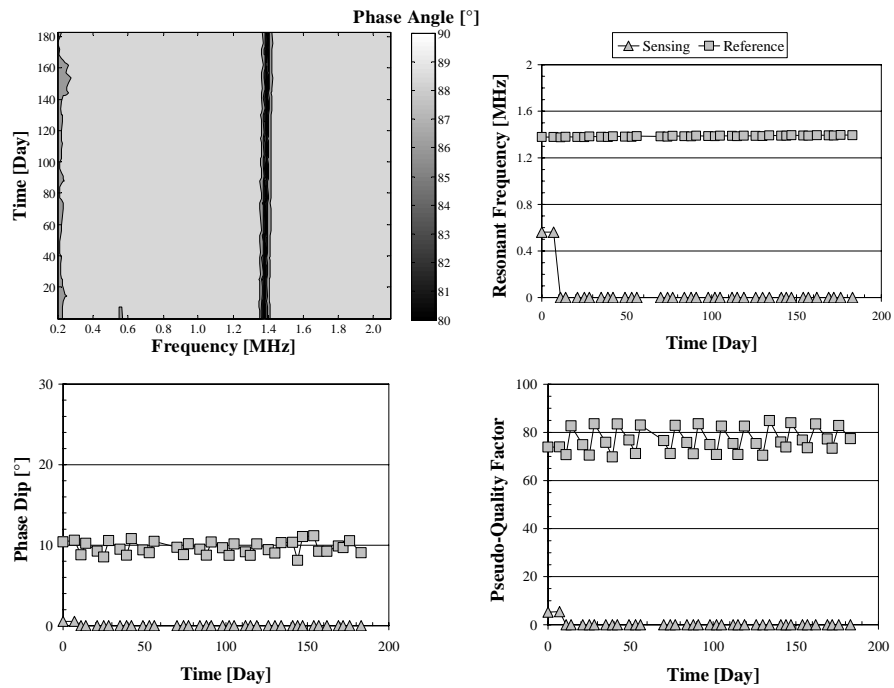 Phase Angle [°]
180
160
140
120
100
80
60
40
20
Time [Day]
0.2 0.4 0.6 0.8 1.0 1.2 1.4 1.6 1.8 2.0
Frequency [MHz]
90
89
88
87
86
85
84
83
82
81
80
Sensing Reference
2
1.6
1.2
0.8
0.4
0
Resonant Frequency [MHz]
0 50 100 150 200
Time [Day]
30
20
10
0
Phase Dip [°]
0 50 100 150 200
Time [Day]
100
80
60
40
20
0
Pseudo-Quality Factor
0 50 100 150 200
Time [Day]